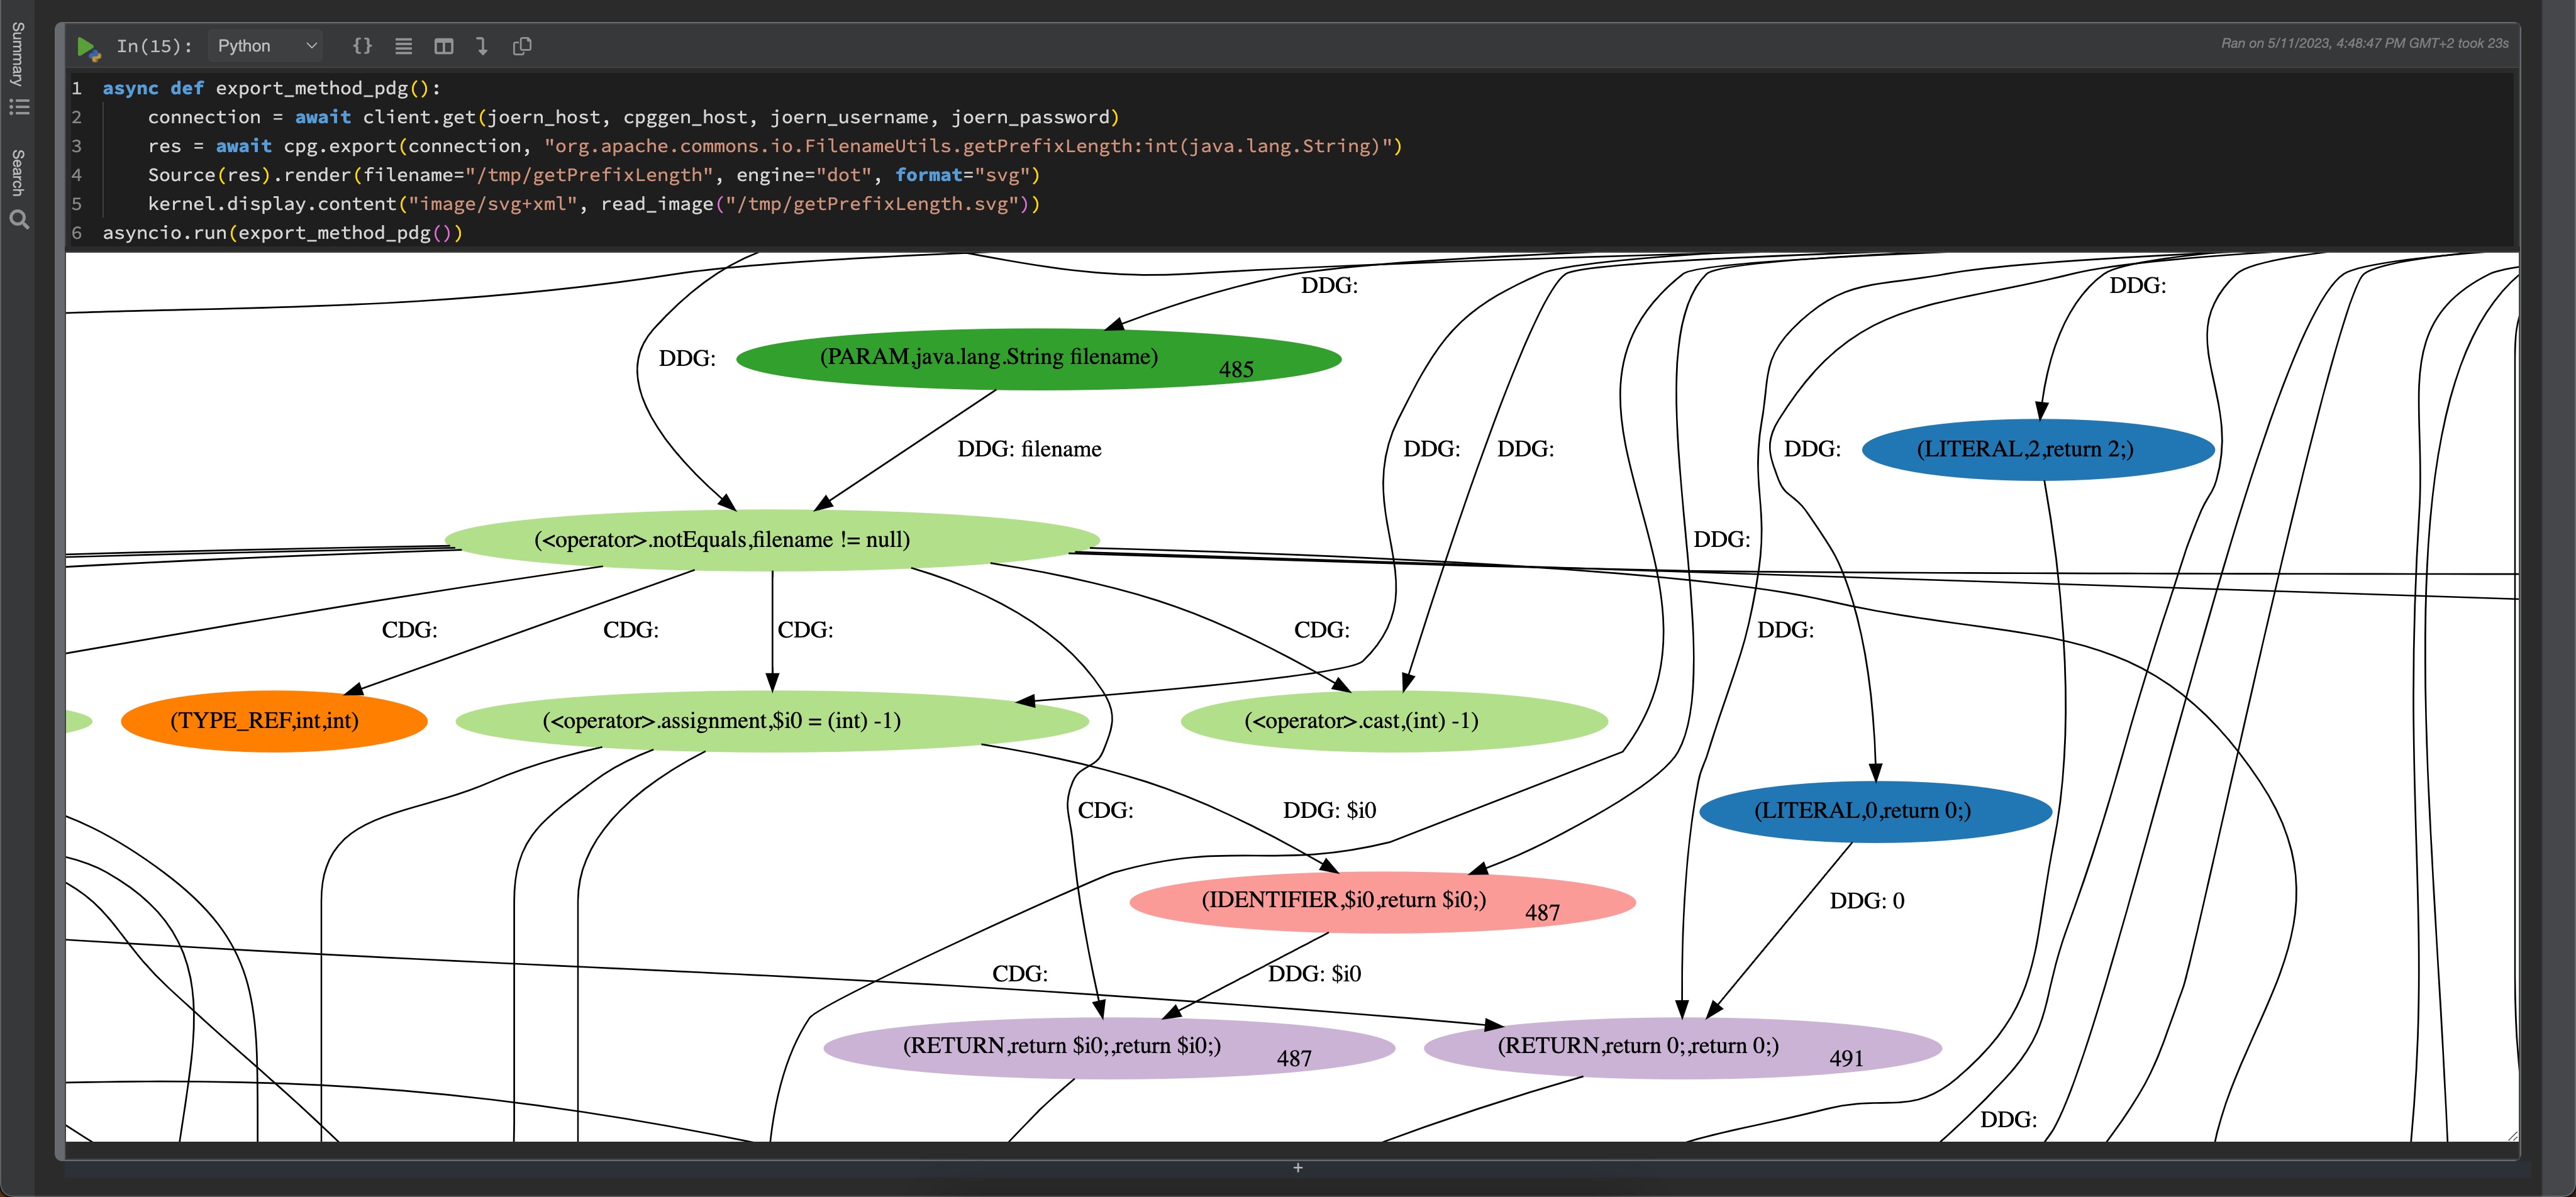 Summary
Search
In(15): Python {}
Ran on 5/11/2023, 4:48:47 PM GMT+2 took 23s
1 async def export_method_pdg():
2 connection = await client.get(joern_host, cpggen_host, joern_username, joern_password)
3 res = await cpg.export(connection, "org.apache.commons.io.FilenameUtils.getPrefixLength:int(java.lang.String)")
4 Source(res).render(filename="/tmp/getPrefixLength", engine="dot", format="svg")
5 kernel.display.content("image/svg+xml", read_image("/tmp/getPrefixLength.svg"))
6 asyncio.run(export_method_pdg())
DDG: DDG:
DDG: (PARAM,java.lang.String filename) 485
DDG: filename DDG: DDG: DDG: (LITERAL,2,return 2;)
(<operator>.notEquals,filename != null) DDG:
CDG: CDG: CDG: CDG: DDG:
(TYPE_REF,int,int) (<operator>.assignment,$i0 = (int) -1) (<operator>.cast,(int) -1)
CDG: DDG: $i0 (LITERAL,0,return 0;)
(IDENTIFIER,$i0,return $i0;) 487 DDG: 0
CDG: DDG: $i0
(RETURN,return $i0;,return $i0;) 487 (RETURN,return 0;,return 0;) 491
DDG:
+